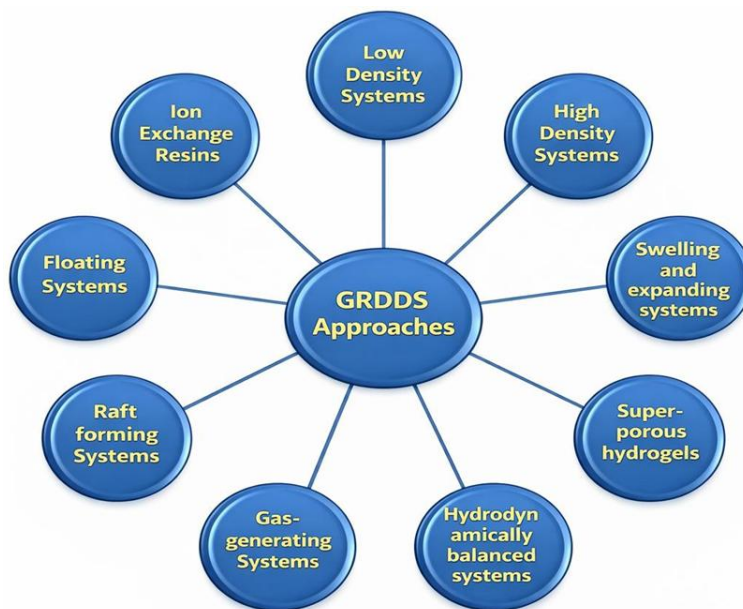 Low
Density
Systems
Ion
Exchange
Resins
High
Density
Systems
Floating
Systems
GRDDS
Approaches
Swelling
and
expanding
systems
Raft
forming
Systems
Super-
porous
hydrogels
Gas-
generating
Systems
Hydrodyn
amically
balanced
systems